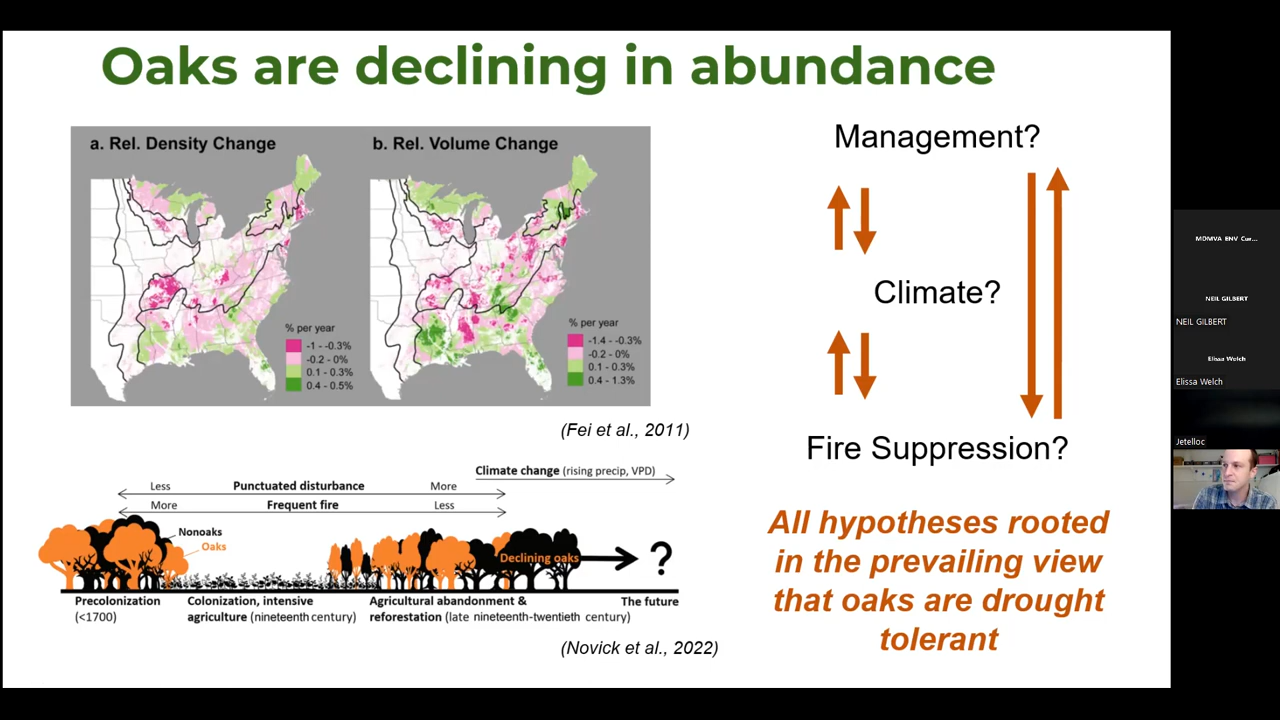 Oaks are declining in abundance
a. Rel. Density Change
b. Rel. Volume Change
% per year
-1 - -0.3%
-0.2 - 0%
0.1 - 0.3%
0.4 - 0.5%
% per year
-1.4 - -0.3%
-0.2 - 0%
0.1 - 0.3%
0.4 - 1.3%
(Fei et al., 2011)
Climate change (rising precip, VPD)
Less Punctuated disturbance More
More Frequent fire Less
Nonoaks
Oaks
Declining oaks
?
Precolonization
(<1700)
Colonization, intensive
agriculture (nineteenth century)
Agricultural abandonment &
reforestation (late nineteenth-twentieth century)
The future
(Novick et al., 2022)
Management?
Climate?
Fire Suppression?
All hypotheses rooted
in the prevailing view
that oaks are drought
tolerant
MDMVA ENV Cur...
NEIL GILBERT
NEIL GILBERT
Elissa Welch
Elissa Welch
Jetelloc